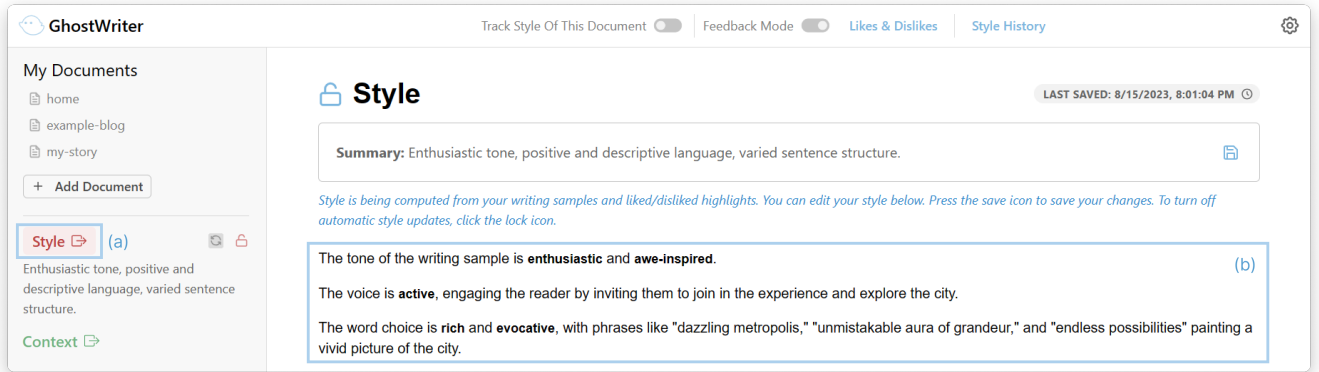 GhostWriter
Track Style Of This Document
Feedback Mode
Likes & Dislikes
Style History
My Documents
home
example-blog
my-story
+ Add Document
Style
(a)
Enthusiastic tone, positive and
descriptive language, varied sentence
structure.
Context
Style
LAST SAVED: 8/15/2023, 8:01:04 PM
Summary: Enthusiastic tone, positive and descriptive language, varied sentence structure.
Style is being computed from your writing samples and liked/disliked highlights. You can edit your style below. Press the save icon to save your changes. To turn off
automatic style updates, click the lock icon.
The tone of the writing sample is enthusiastic and awe-inspired.
(b)
The voice is active, engaging the reader by inviting them to join in the experience and explore the city.
The word choice is rich and evocative, with phrases like "dazzling metropolis," "unmistakable aura of grandeur," and "endless possibilities" painting a
vivid picture of the city.